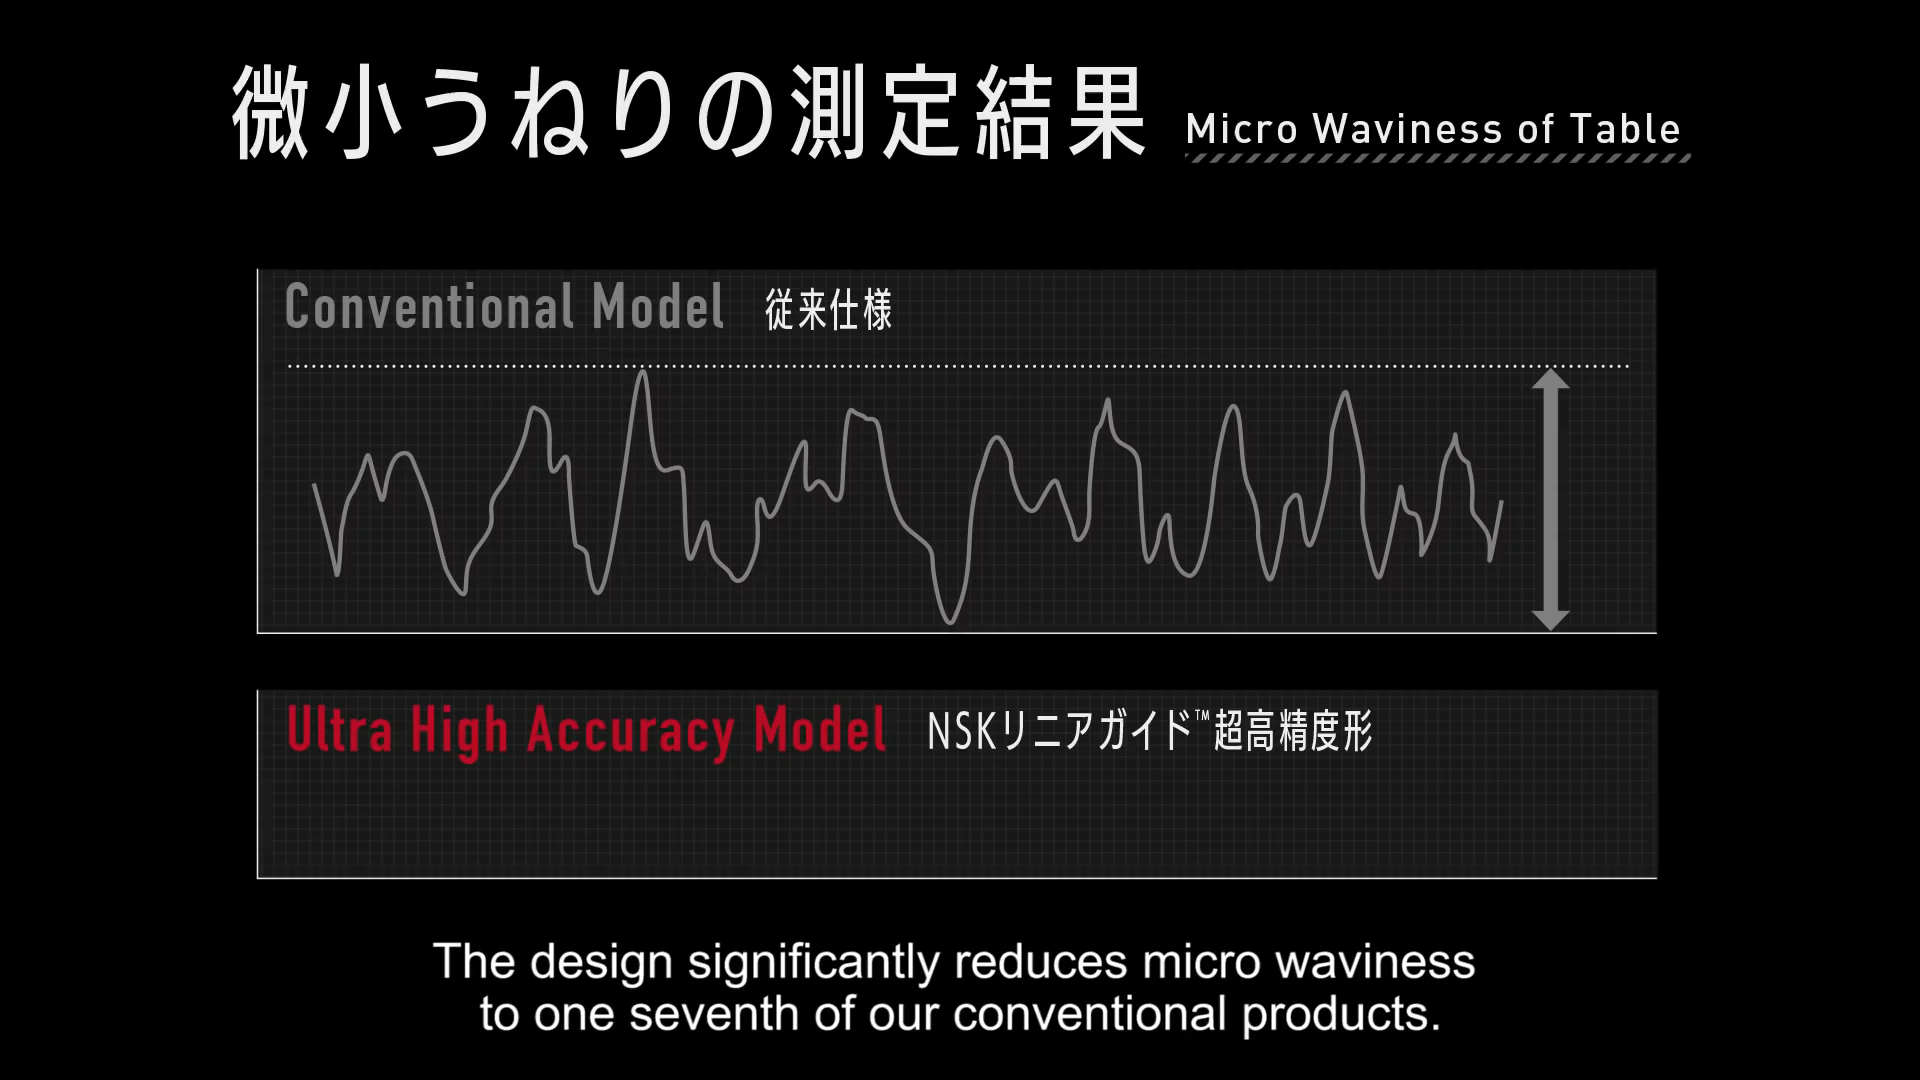 微小うねりの測定結果 Micro Waviness of Table
Conventional Model 従来仕様
Ultra High Accuracy Model NSKリニアガイド™超高精度形
The design significantly reduces micro waviness
to one seventh of our conventional products.